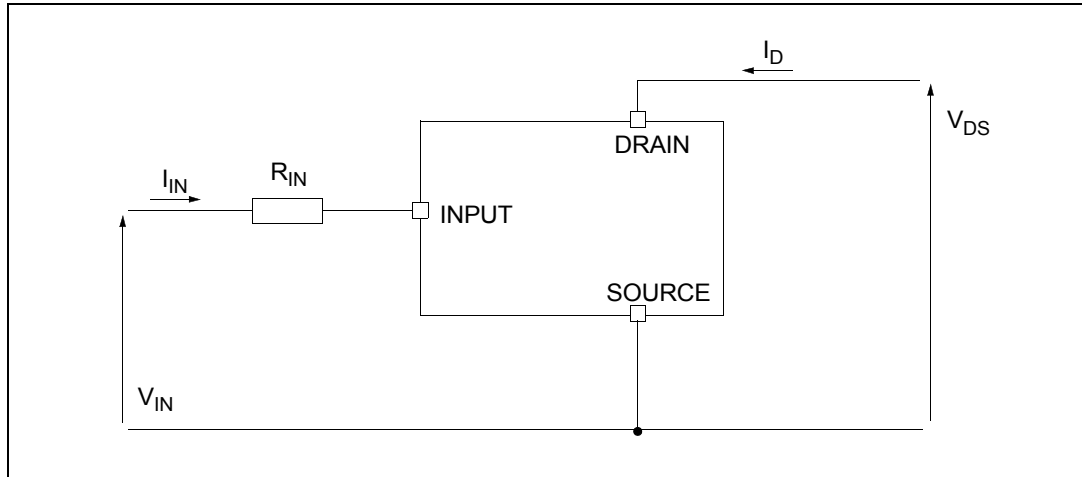 I_D
V_DS
DRAIN
I_IN
R_IN
INPUT
SOURCE
V_IN